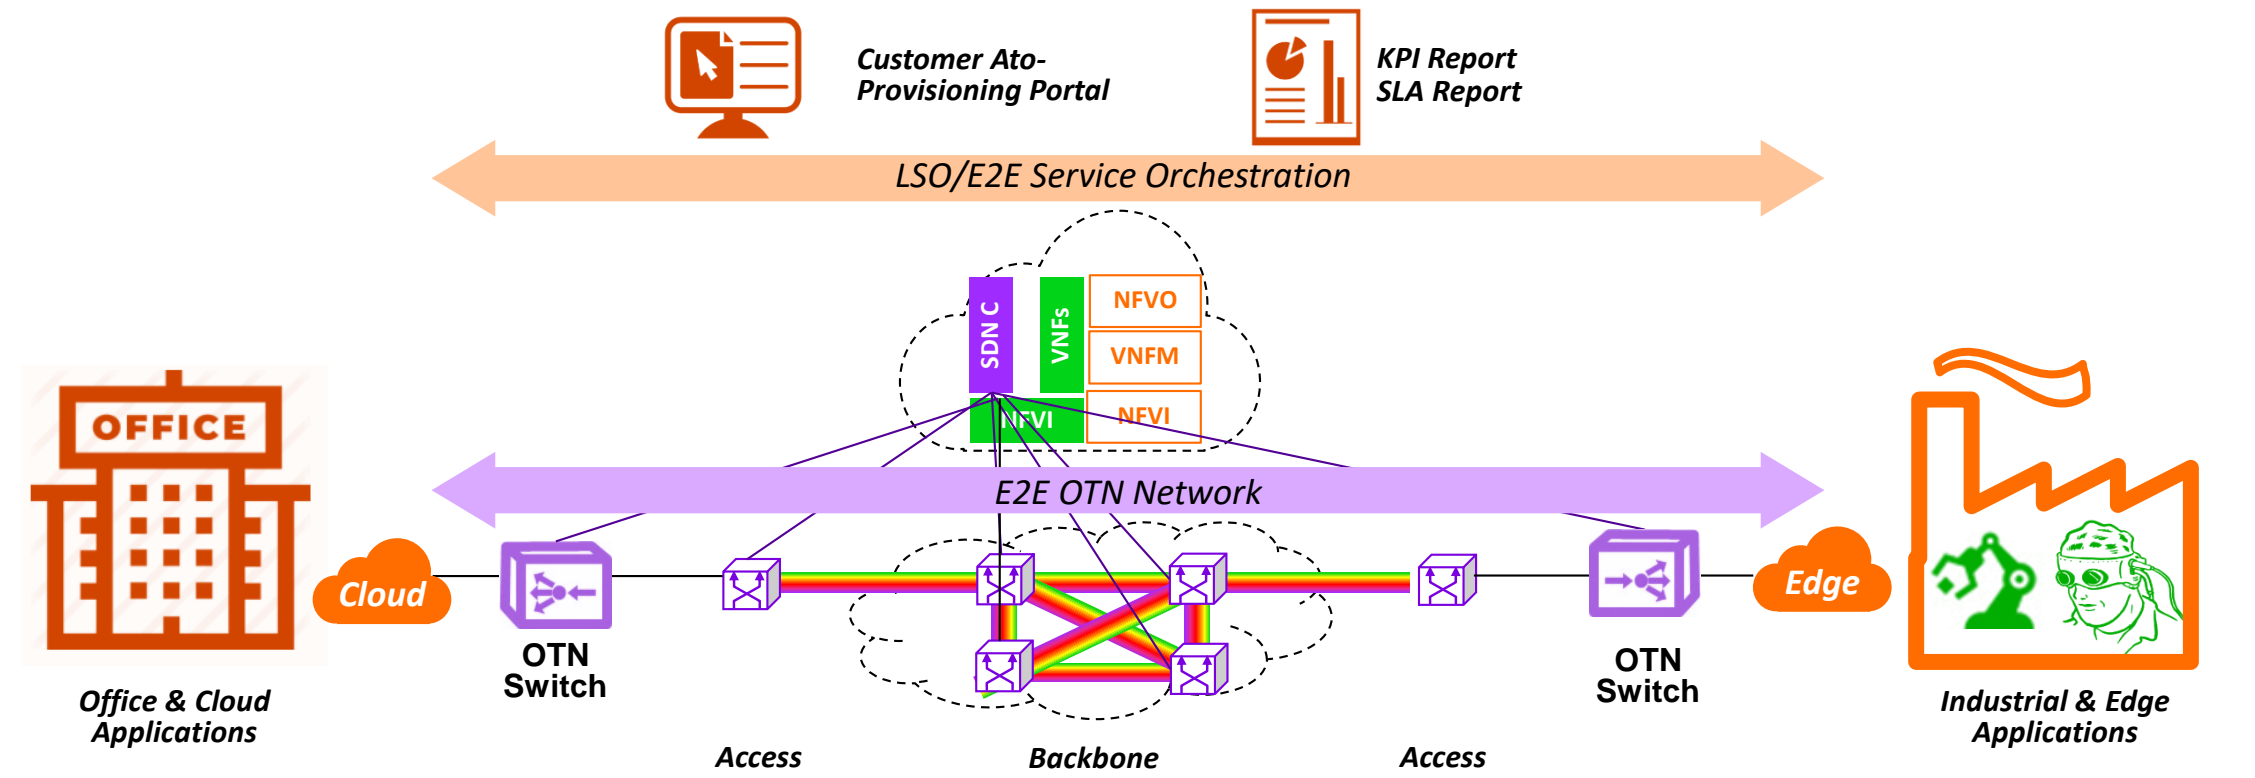 Customer Ato-
Provisioning Portal
KPI Report
SLA Report
LSO/E2E Service Orchestration
SDN C
VNFs
NFVO
VNFM
NFVI
NFVI
E2E OTN Network
OFFICE
Cloud
Edge
OTN
Switch
OTN
Switch
Office & Cloud
Applications
Industrial & Edge
Applications
Access
Backbone
Access